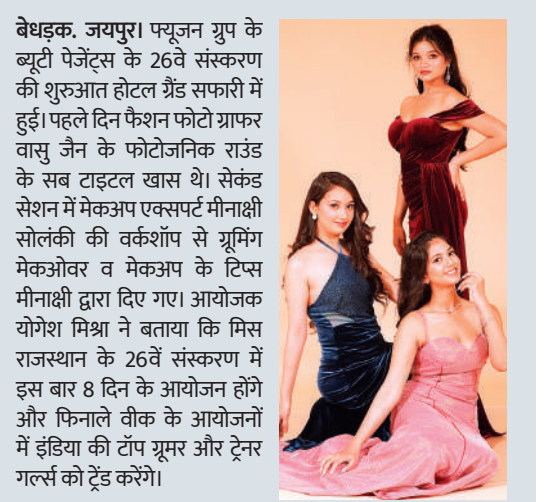 बेधड़क. जयपुर। फ्यूजन ग्रुप के
ब्यूटी पेजेंट्स के 26वे संस्करण
की शुरुआत होटल ग्रैंड सफारी में
हुई। पहले दिन फैशन फोटो ग्राफर
वासु जैन के फोटोजनिक राउंड
के सब टाइटल खास थे। सेकंड
सेशन में मेकअप एक्सपर्ट मीनाक्षी
सोलंकी की वर्कशॉप से ग्रूमिंग
मेकओवर व मेकअप के टिप्स
मीनाक्षी द्वारा दिए गए। आयोजक
योगेश मिश्रा ने बताया कि मिस
राजस्थान के 26वें संस्करण में
इस बार 8 दिन के आयोजन होंगे
और फिनाले वीक के आयोजनों
में इंडिया की टॉप ग्रूमर और ट्रेनर
गर्ल्स को ट्रेंड करेंगे।